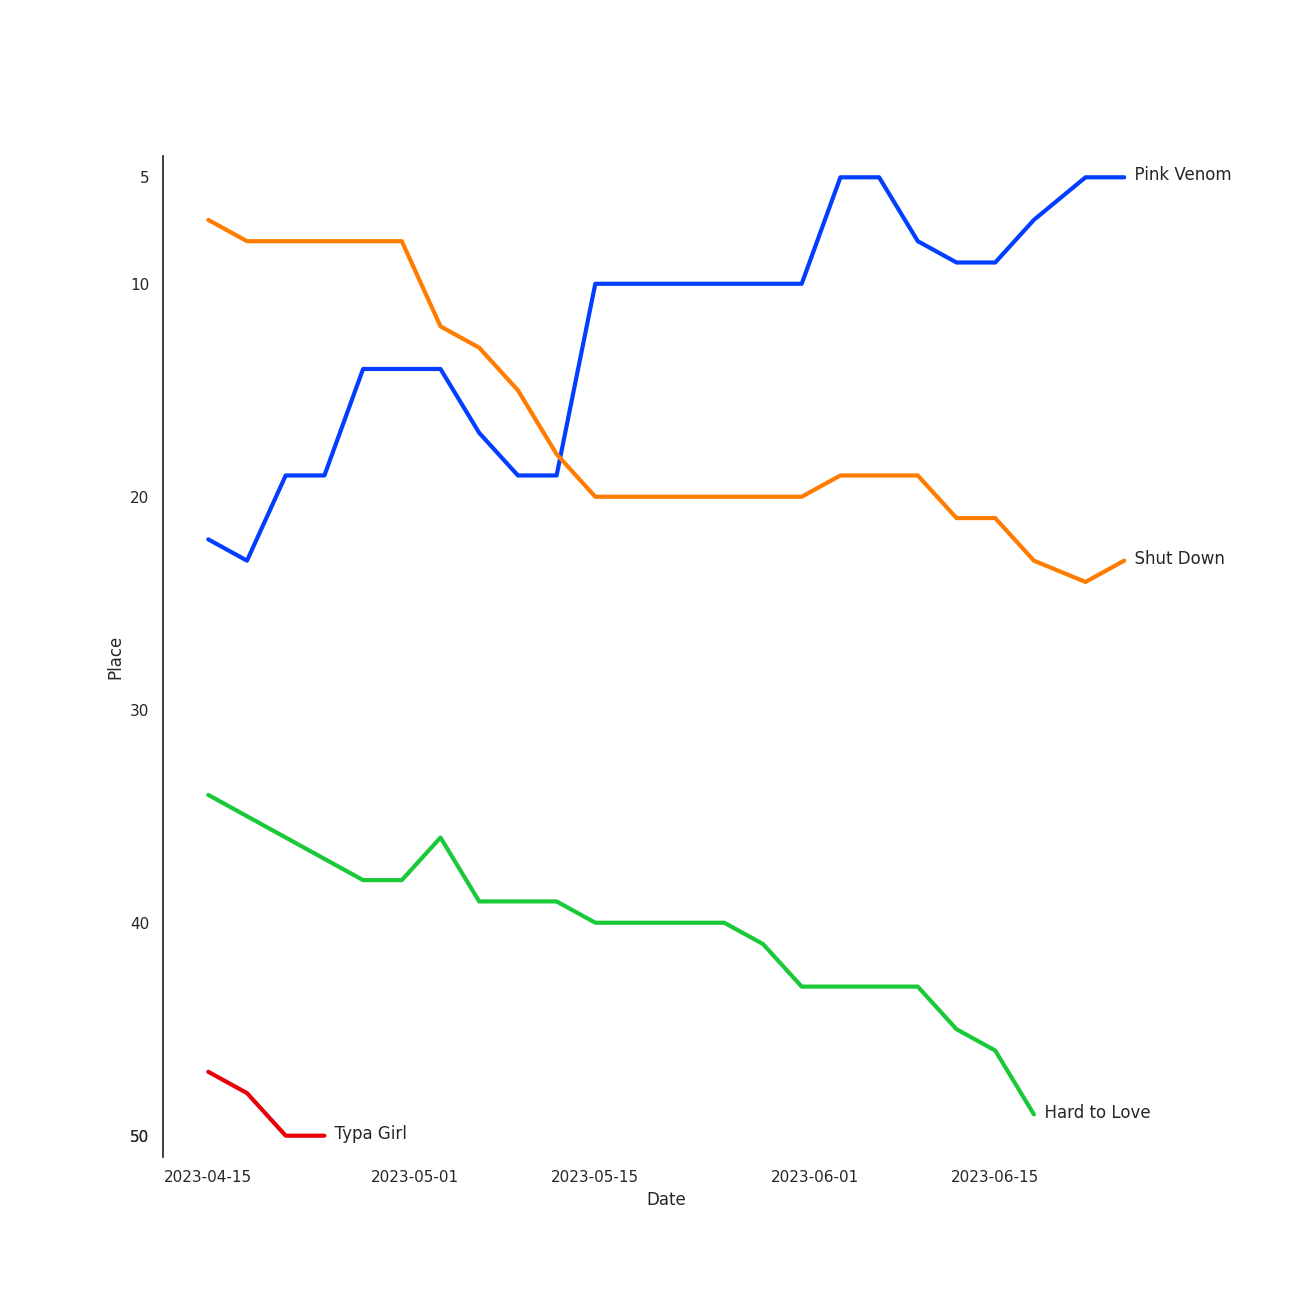 5
Pink Venom
10
20
Shut Down
Place
30
40
Hard to Love
Typa Girl
50
2023-04-15
2023-05-01
2023-05-15
2023-06-01
2023-06-15
Date